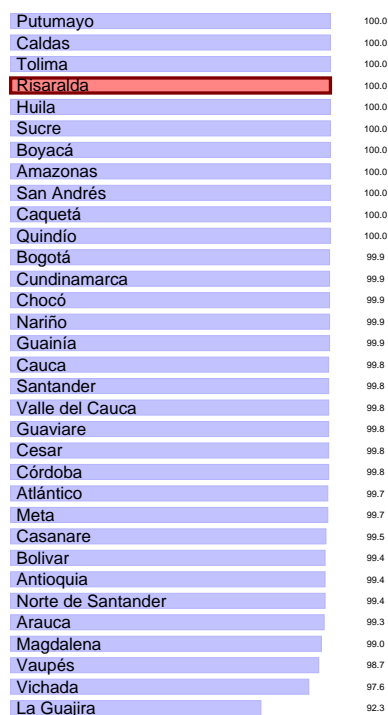 Putumayo 100.0
Caldas 100.0
Tolima 100.0
Risaralda 100.0
Huila 100.0
Sucre 100.0
Boyacá 100.0
Amazonas 100.0
San Andrés 100.0
Caquetá 100.0
Quindío 100.0
Bogotá 99.9
Cundinamarca 99.9
Chocó 99.9
Nariño 99.9
Guainía 99.9
Cauca 99.8
Santander 99.8
Valle del Cauca 99.8
Guaviare 99.8
Cesar 99.8
Córdoba 99.8
Atlántico 99.7
Meta 99.7
Casanare 99.5
Bolivar 99.4
Antioquia 99.4
Norte de Santander 99.4
Arauca 99.3
Magdalena 99.0
Vaupés 98.7
Vichada 97.6
La Guajira 92.3